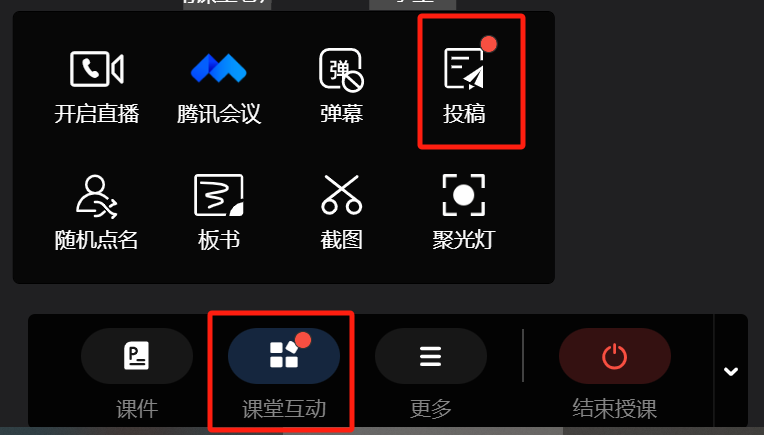 开启直播 腾讯会议 弹幕 投稿
随机点名 板书 截图 聚光灯
课件 课堂互动 更多 结束授课